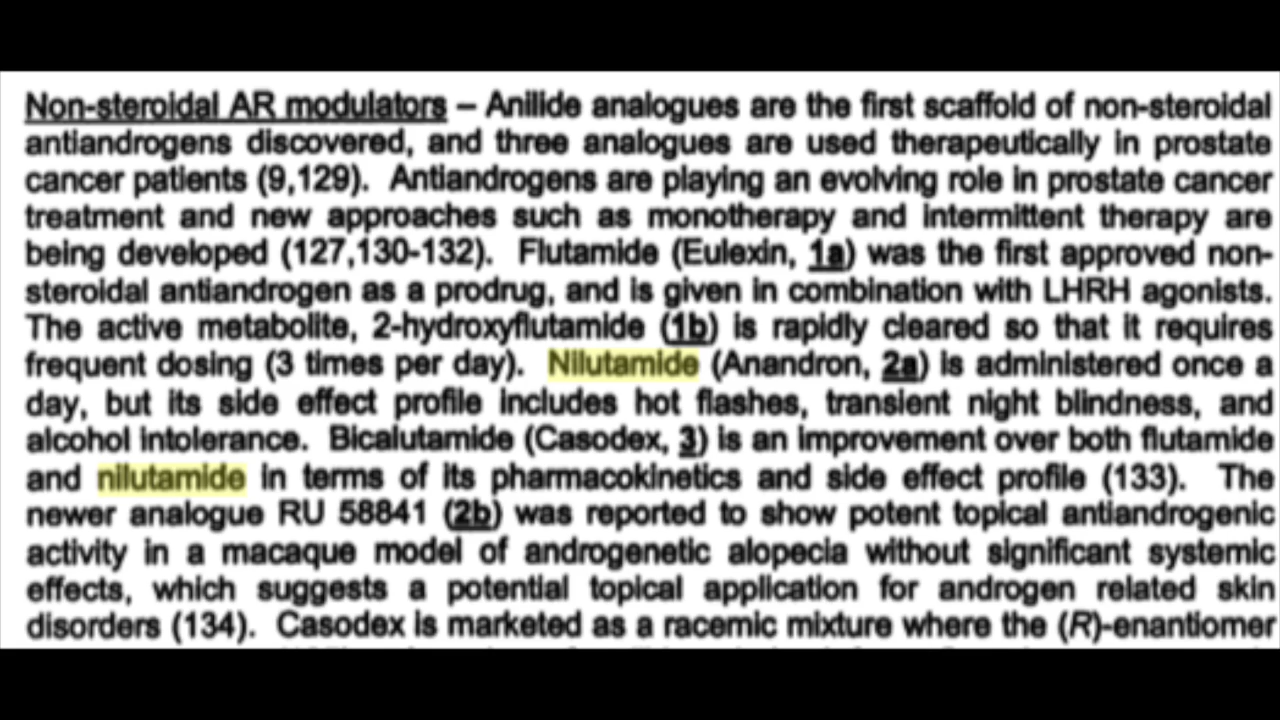 Non-steroidal AR modulators – Anilide analogues are the first scaffold of non-steroidal
antiandrogens discovered, and three analogues are used therapeutically in prostate
cancer patients (9,129). Antiandrogens are playing an evolving role in prostate cancer
treatment and new approaches such as monotherapy and intermittent therapy are
being developed (127,130-132). Flutamide (Eulexin, 1a) was the first approved non-
steroidal antiandrogen as a prodrug, and is given in combination with LHRH agonists.
The active metabolite, 2-hydroxyflutamide (1b) is rapidly cleared so that it requires
frequent dosing (3 times per day). Nilutamide (Anandron, 2a) is administered once a
day, but its side effect profile includes hot flashes, transient night blindness, and
alcohol intolerance. Bicalutamide (Casodex, 3) is an improvement over both flutamide
and nilutamide in terms of its pharmacokinetics and side effect profile (133). The
newer analogue RU 58841 (2b) was reported to show potent topical antiandrogenic
activity in a macaque model of androgenetic alopecia without significant systemic
effects, which suggests a potential topical application for androgen related skin
disorders (134). Casodex is marketed as a racemic mixture where the (R)-enantiomer